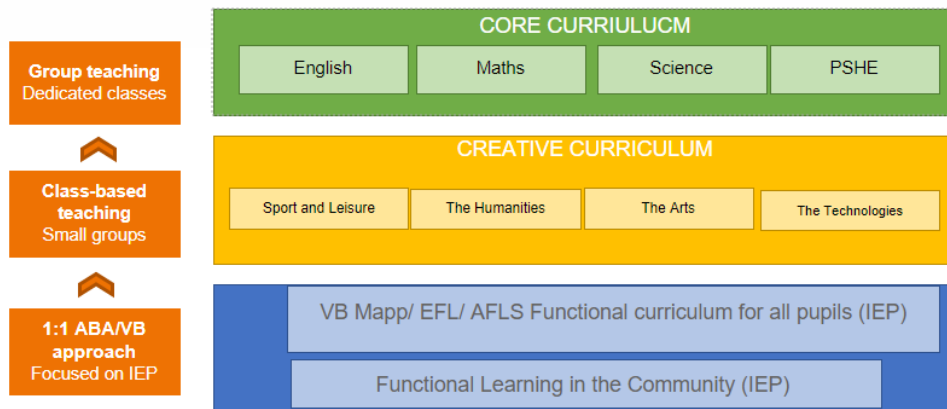 CORE CURRIULUCM
English
Maths
Science
PSHE
Group teaching
Dedicated classes
CREATIVE CURRICULUM
Sport and Leisure
The Humanities
The Arts
The Technologies
Class-based
teaching
Small groups
VB Mapp/ EFL/ AFLS Functional curriculum for all pupils (IEP)
Functional Learning in the Community (IEP)
1:1 ABA/VB
approach
Focused on IEP